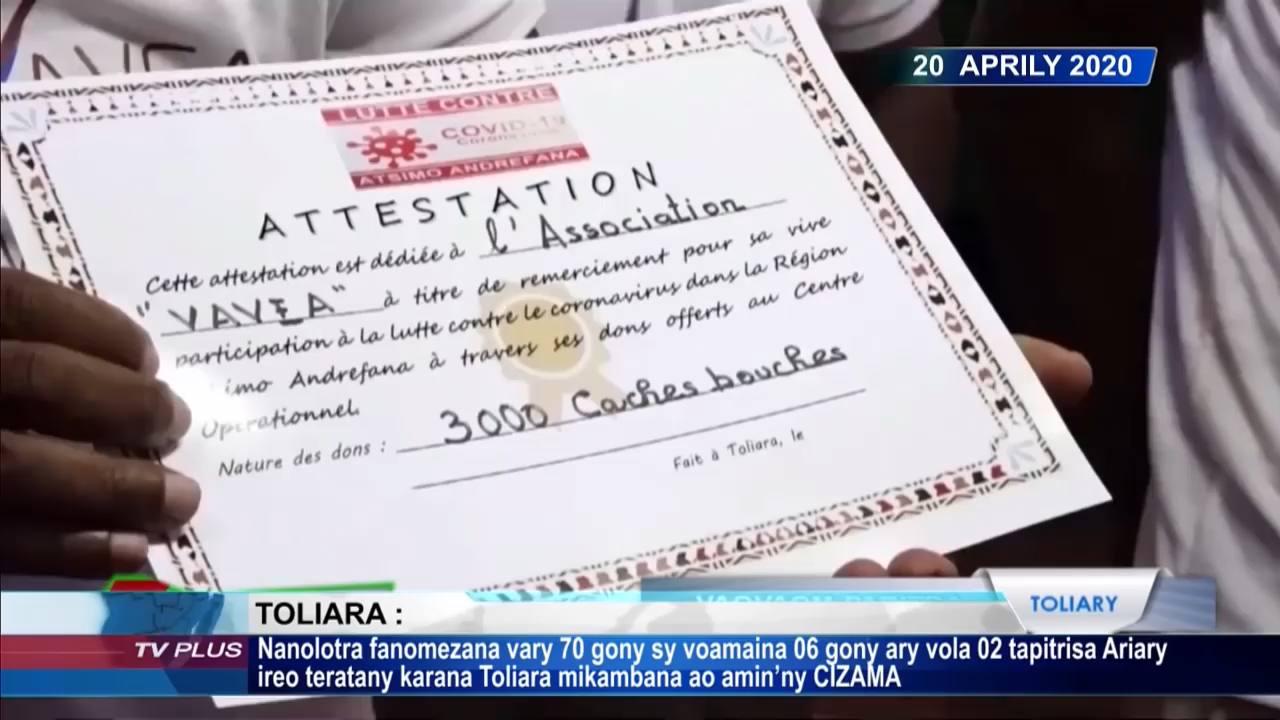 20 APRILY 2020
LUTTE CONTRE
COVID-19
ATSIMO ANDREFANA
ATTESTATION
Cette attestation est dédiée à l'Association
"VAVEA" à titre de remerciement pour sa vive
participation à la lutte contre le coronavirus dans la Région
imo Andrefana à travers ses dons offerts au Centre
Opérationnel.
Nature des dons : 3000 Caches bouches
Fait à Toliara, le
TOLIARY
TOLIARA :
TV PLUS
Nanolotra fanomezana vary 70 gony sy voamaina 06 gony ary vola 02 tapitrisa Ariary
ireo teratany karana Toliara mikambana ao amin'ny CIZAMA